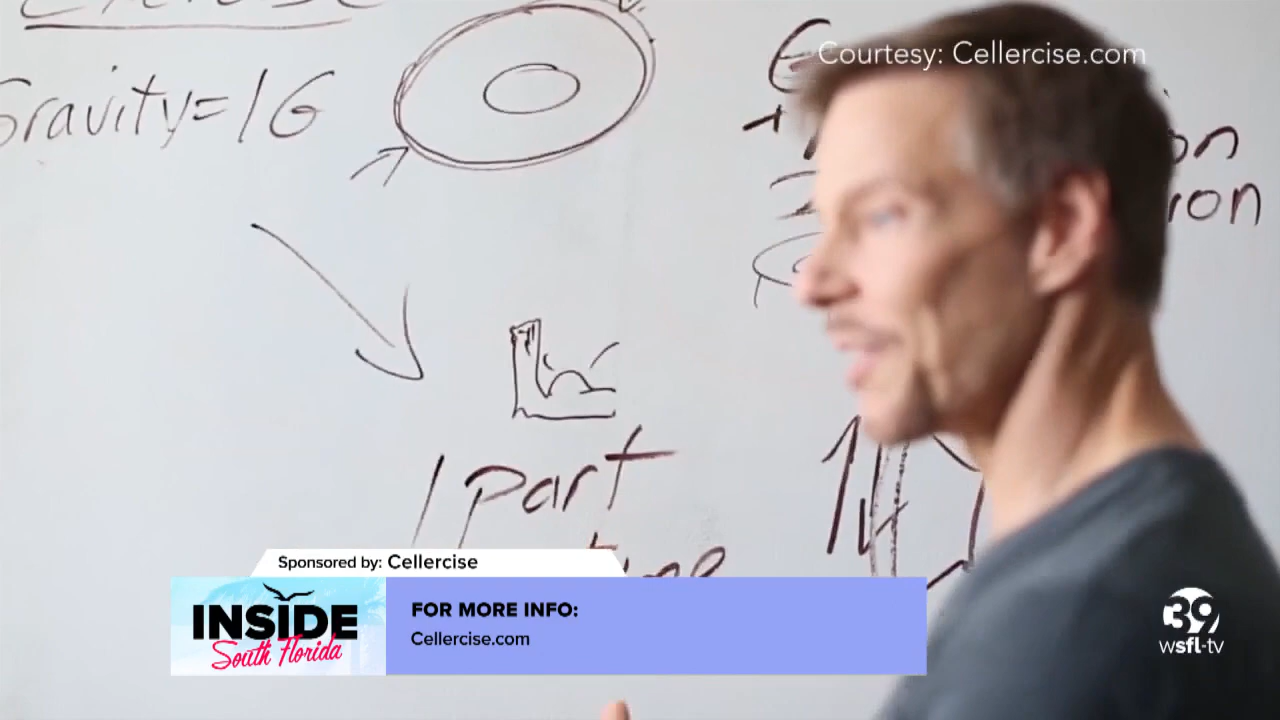 Exercise
Courtesy: Cellercise.com
Gravity=1G
1 part
Sponsored by: Cellercise
INSIDE
South Florida
FOR MORE INFO:
Cellercise.com
39
wsfl-tv